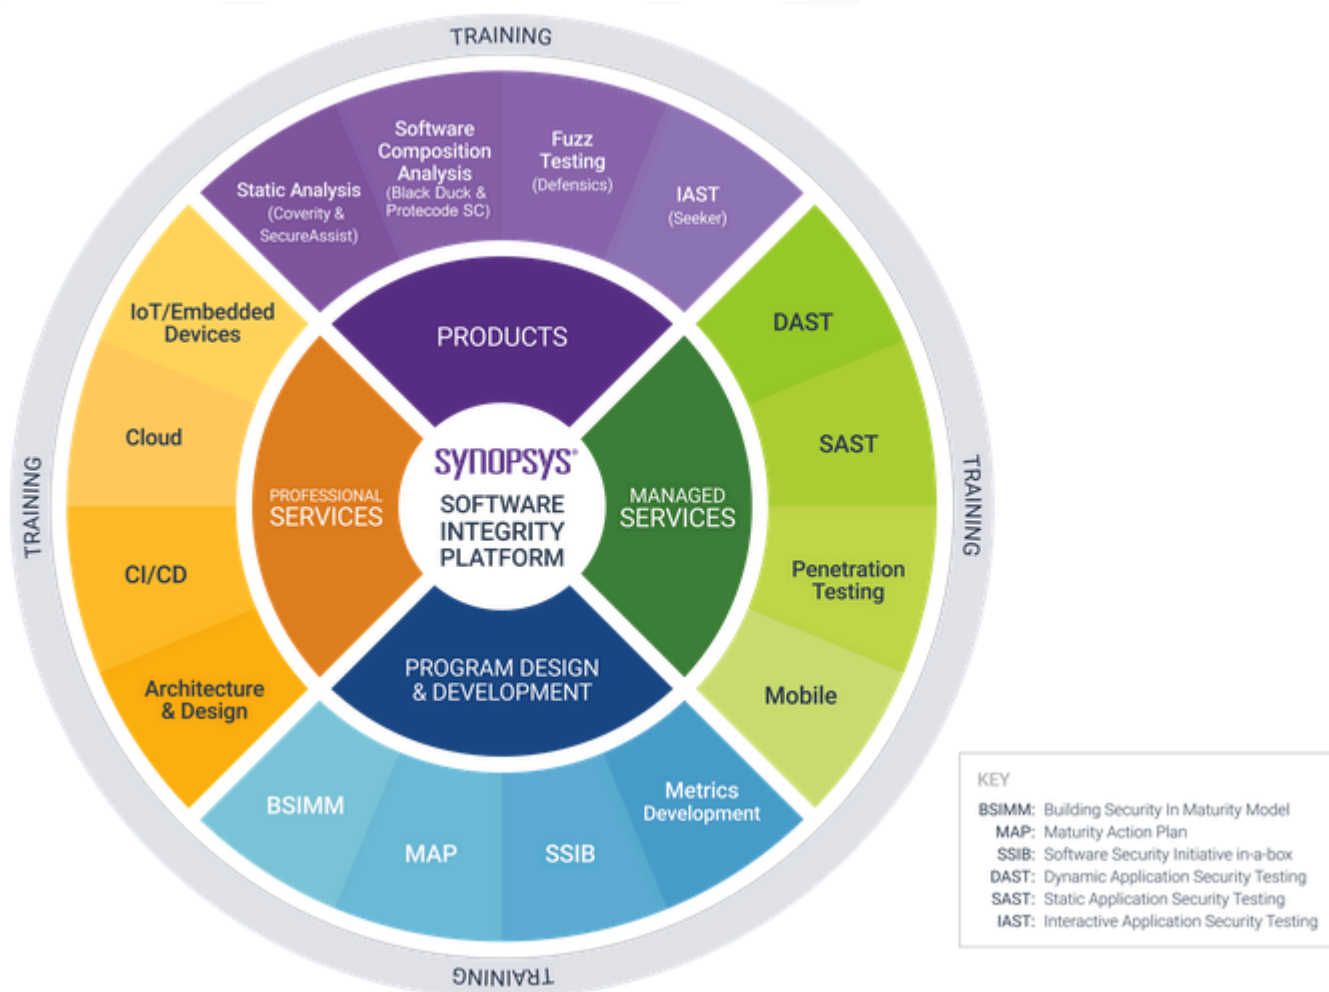 TRAINING
Software
Composition
Analysis
(Black Duck &
Protecode SC)
Fuzz
Testing
(Defensics)
Static Analysis
(Coverity &
SecureAssist)
IAST
(Seeker)
IoT/Embedded
Devices
PRODUCTS
DAST
Cloud
SAST
TRAINING
PROFESSIONAL
SERVICES
SYNOPSYS®
SOFTWARE
INTEGRITY
PLATFORM
MANAGED
SERVICES
TRAINING
CI/CD
Penetration
Testing
Architecture
& Design
PROGRAM DESIGN
& DEVELOPMENT
Mobile
BSIMM
MAP
SSIB
Metrics
Development
TRAINING
KEY
BSIMM: Building Security In Maturity Model
MAP: Maturity Action Plan
SSIB: Software Security Initiative in-a-box
DAST: Dynamic Application Security Testing
SAST: Static Application Security Testing
IAST: Interactive Application Security Testing